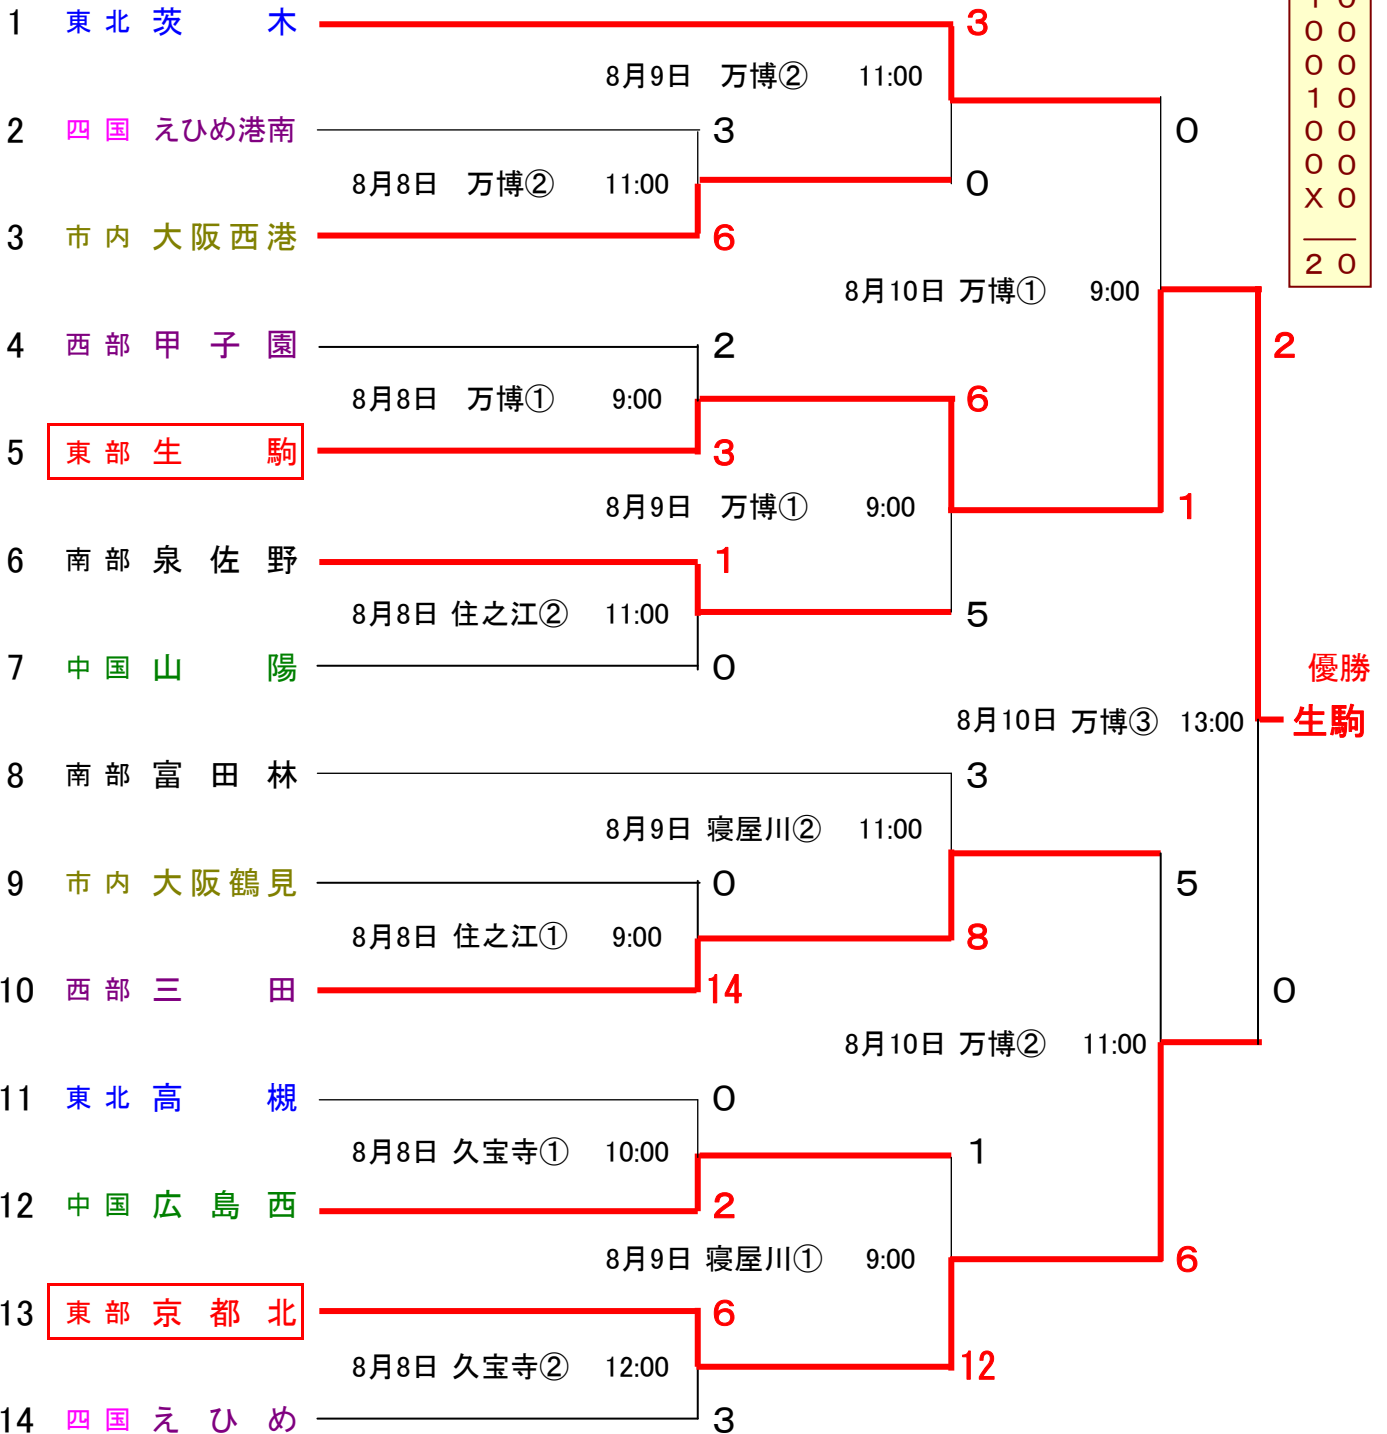 1 東北 茨木 3
8月9日 万博② 11:00
2 四国 えひめ港南 3
0
8月8日 万博② 11:00
0
3 市内 大阪西港 6
8月10日 万博① 9:00
4 西部 甲子園 2
2
8月8日 万博① 9:00
6
5 東部 生駒 3
8月9日 万博① 9:00
1
6 南部 泉佐野 1
8月8日 住之江② 11:00
5
7 中国 山陽 0
優勝
8月10日 万博③ 13:00
生駒
8 南部 富田林 3
8月9日 寝屋川② 11:00
9 市内 大阪鶴見 0
5
8月8日 住之江① 9:00
8
10 西部 三田 14
0
8月10日 万博② 11:00
11 東北 高槻 0
8月8日 久宝寺① 10:00
1
12 中国 広島西 2
8月9日 寝屋川① 9:00
6
13 東部 京都北 6
8月8日 久宝寺② 12:00
12
14 四国 えひめ 3
0 0
0 0
1 0
0 0
0 0
X 0
2 0